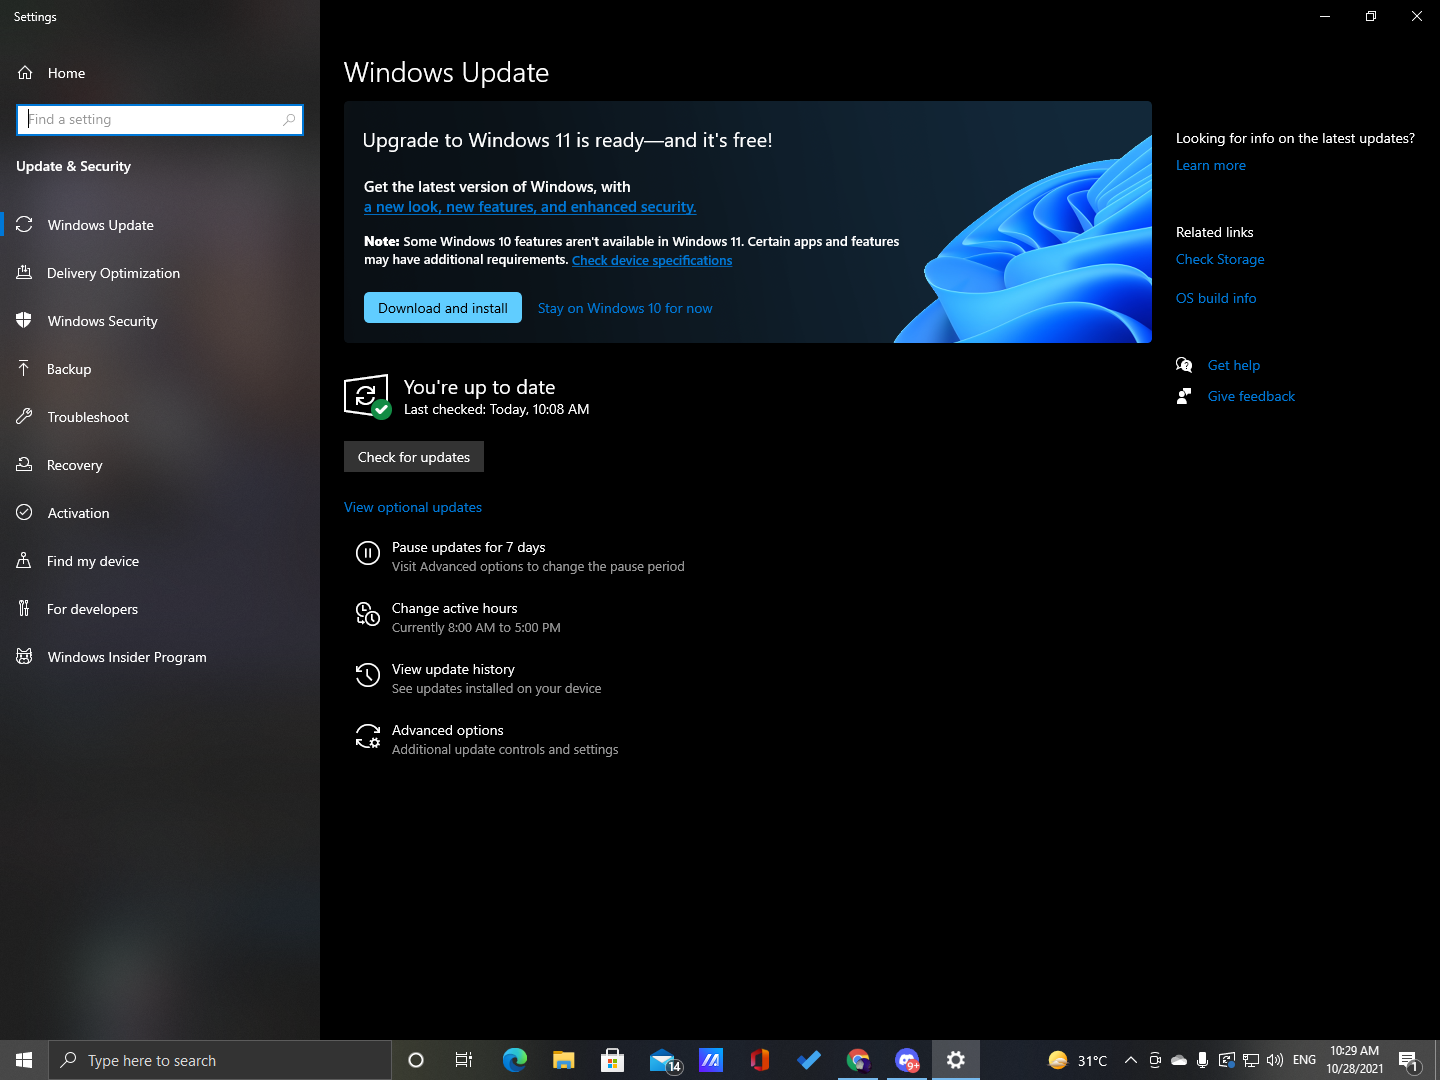 Settings
Home
Find a setting
Update & Security
Windows Update
Delivery Optimization
Windows Security
Backup
Troubleshoot
Recovery
Activation
Find my device
For developers
Windows Insider Program
Windows Update
Upgrade to Windows 11 is ready—and it's free!
Get the latest version of Windows, with
a new look, new features, and enhanced security.
Note: Some Windows 10 features aren't available in Windows 11. Certain apps and features
may have additional requirements. Check device specifications
Download and install
Stay on Windows 10 for now
You're up to date
Last checked: Today, 10:08 AM
Check for updates
View optional updates
Pause updates for 7 days
Visit Advanced options to change the pause period
Change active hours
Currently 8:00 AM to 5:00 PM
View update history
See updates installed on your device
Advanced options
Additional update controls and settings
Looking for info on the latest updates?
Learn more
Related links
Check Storage
OS build info
Get help
Give feedback
Type here to search
14
9+
31°C
ENG
10:29 AM
10/28/2021
1